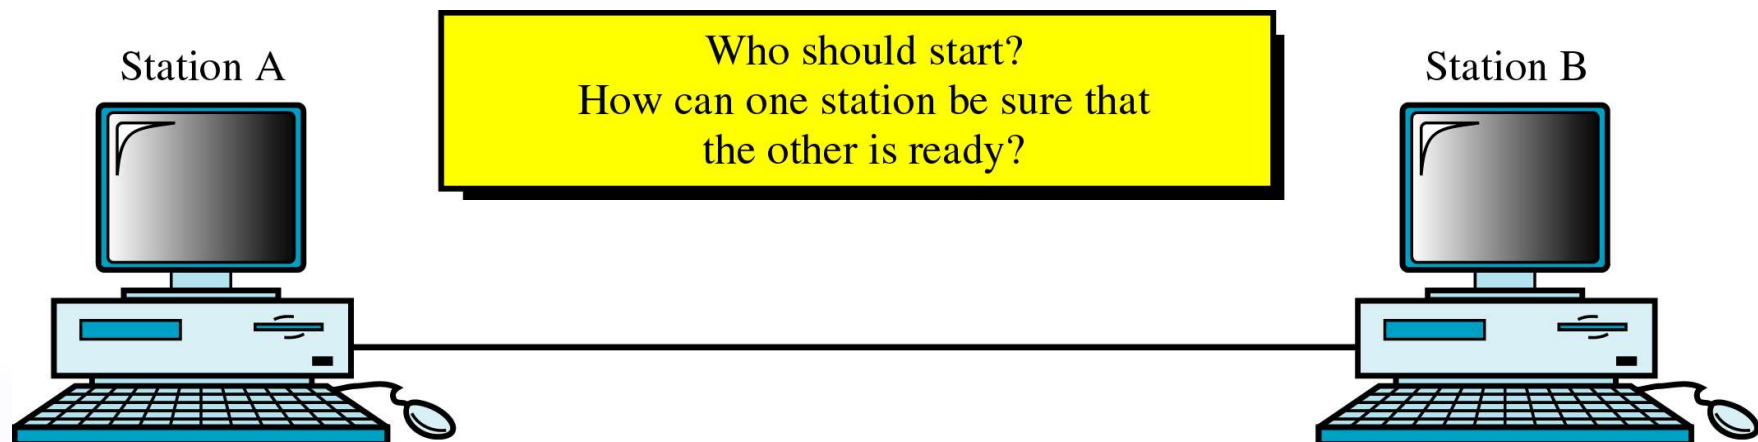 Station A
Who should start?
How can one station be sure that
the other is ready?
Station B